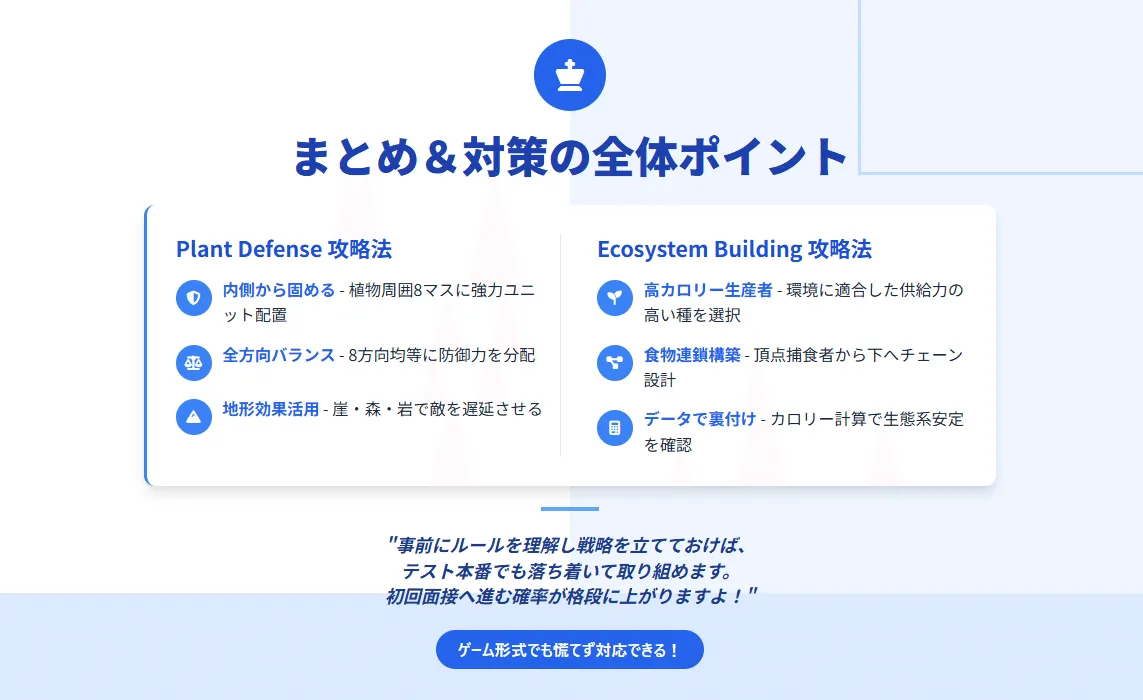 まとめ＆対策の全体ポイント
Plant Defense 攻略法
内側から固める - 植物周囲8マスに強力ユニ
ット配置
全方向バランス - 8方向均等に防御力を分配
地形効果活用 - 崖・森・岩で敵を遅延させる
Ecosystem Building 攻略法
高カロリー生産者 - 環境に適合した供給力の
高い種を選択
食物連鎖構築 - 頂点捕食者から下へチェーン
設計
データで裏付け - カロリー計算で生態系安定
を確認
"事前にルールを理解し戦略を立てておけば、
テスト本番でも落ち着いて取り組めます。
初回面接へ進む確率が格段に上がりますよ！"
ゲーム形式でも慌てず対応できる！